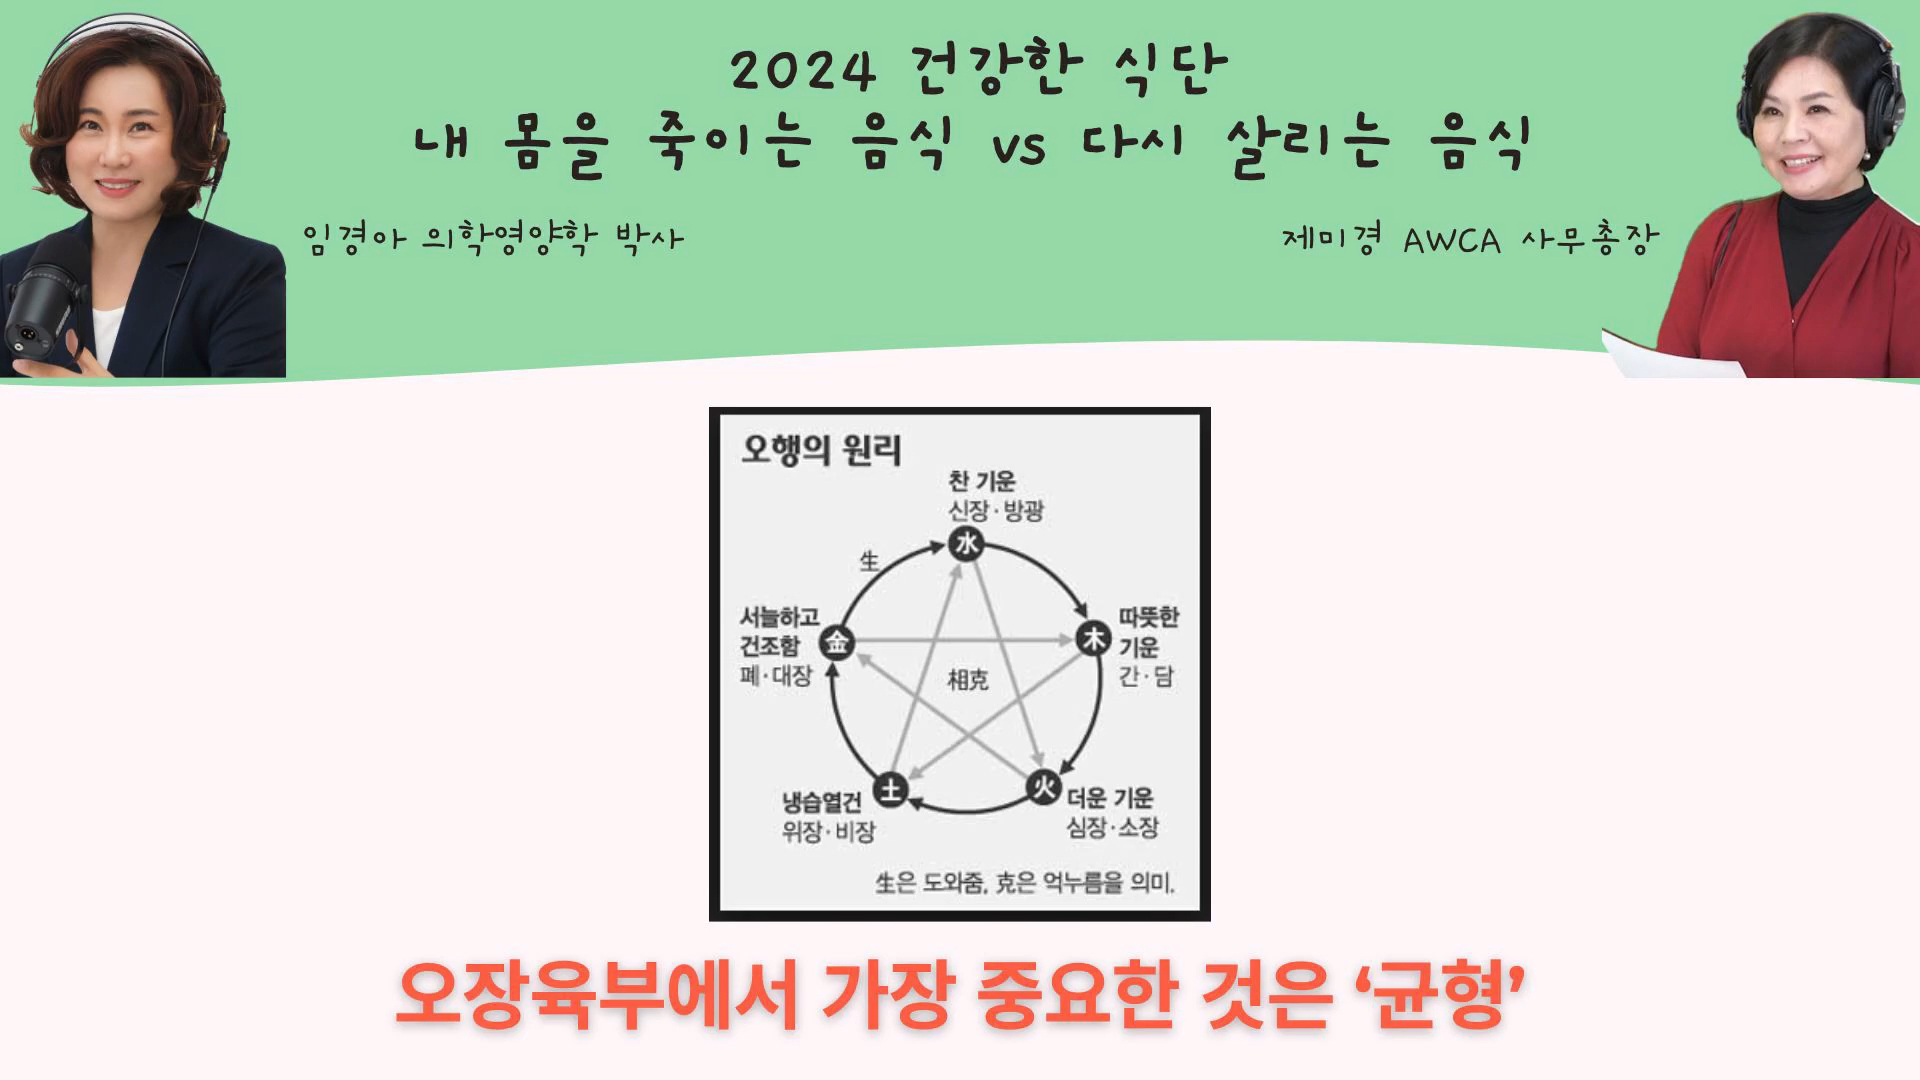 2024 건강한 식단
내 몸을 죽이는 음식 vs 다시 살리는 음식
임경아 의학영양학 박사
제미경 AWCA 사무총장
오행의 원리
찬 기운
신장·방광
水
生
서늘하고
건조함
폐·대장
金
木
따뜻한
기운
간·담
相克
土
냉습열건
위장·비장
火
더운 기운
심장·소장
生은 도와줌, 克은 억누름을 의미.
오장육부에서 가장 중요한 것은 ‘균형’